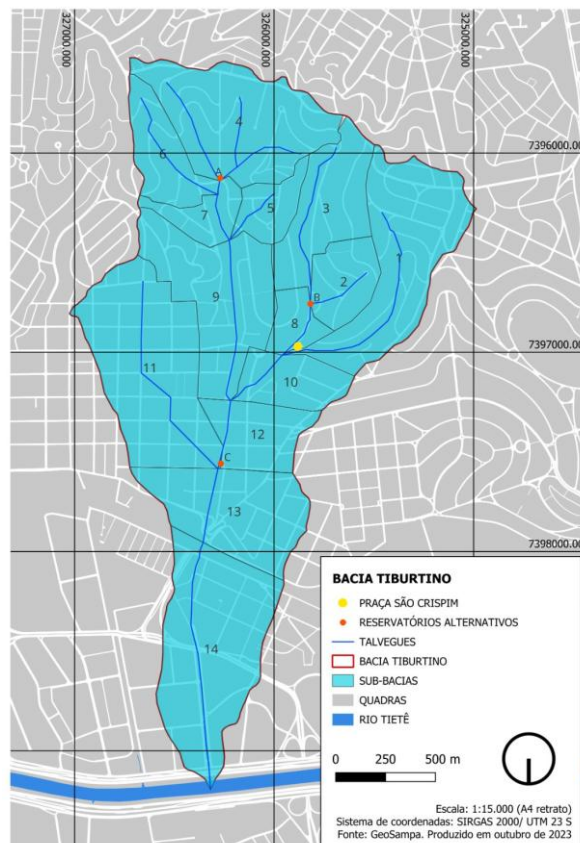 327000.000
326000.000
325000.000
7396000.00
7397000.00
7398000.00
4
A
6
5
3
7
1
2
B
9
8
11
10
12
C
13
14
BACIA TIBURTINO
PRAÇA SÃO CRISPIM
RESERVATÓRIOS ALTERNATIVOS
TALVEGUES
BACIA TIBURTINO
SUB-BACIAS
QUADRAS
RIO TIETÊ
0 250 500 m
Escala: 1:15.000 (A4 retrato)
Sistema de coordenadas: SIRGAS 2000/ UTM 23 S
Fonte: GeoSampa. Produzido em outubro de 2023